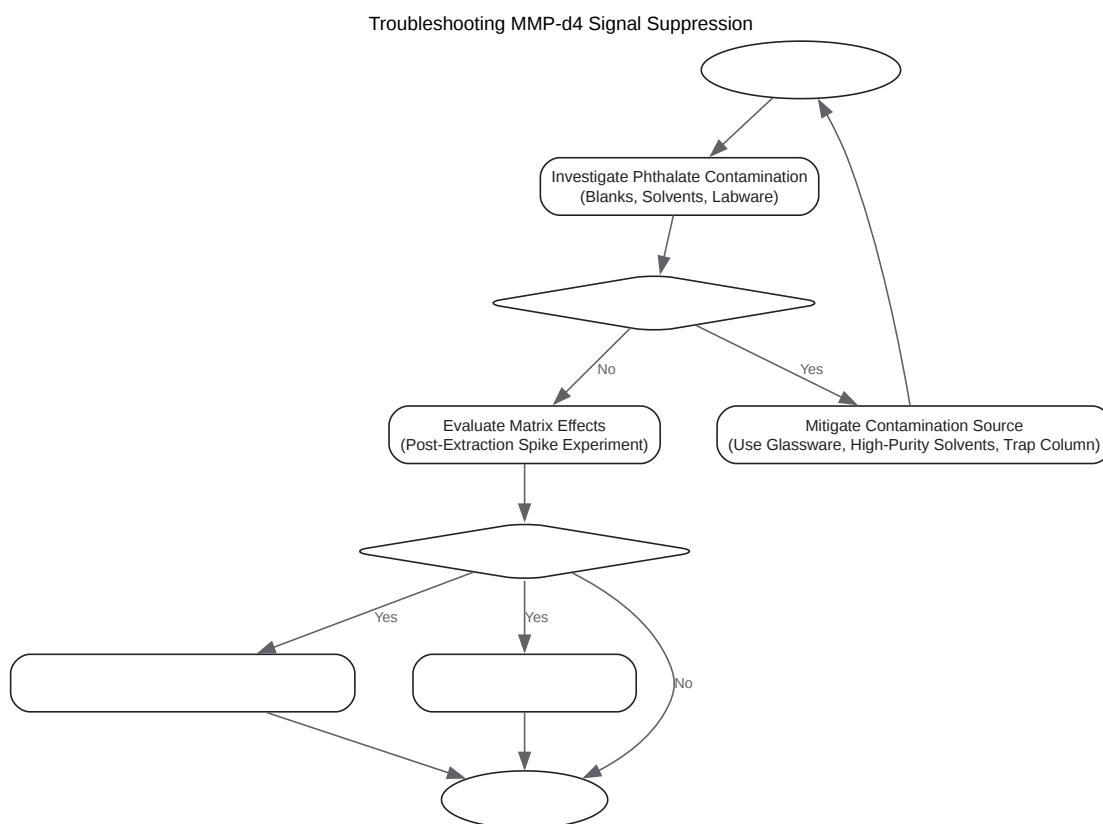 Troubleshooting MMP-d4 Signal Suppression
Investigate Phthalate Contamination
(Blanks, Solvents, Labware)
No
Yes
Evaluate Matrix Effects
(Post-Extraction Spike Experiment)
Mitigate Contamination Source
(Use Glassware, High-Purity Solvents, Trap Column)
Yes
Yes
No